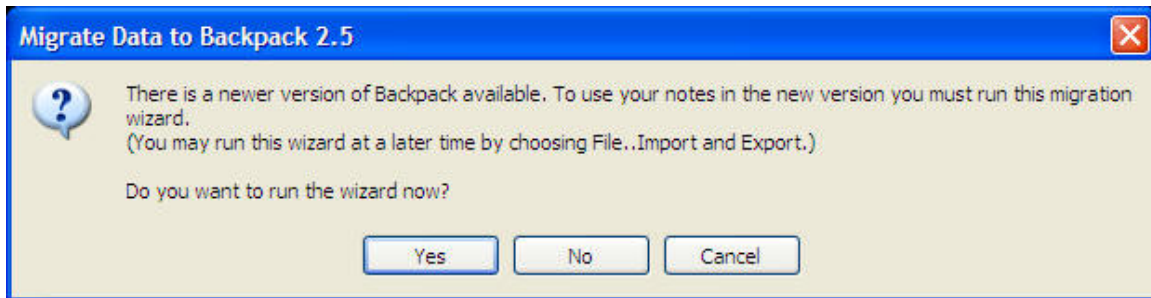 Migrate Data to Backpack 2.5
There is a newer version of Backpack available. To use your notes in the new version you must run this migration
wizard.
(You may run this wizard at a later time by choosing File..Import and Export.)
Do you want to run the wizard now?
Yes No Cancel